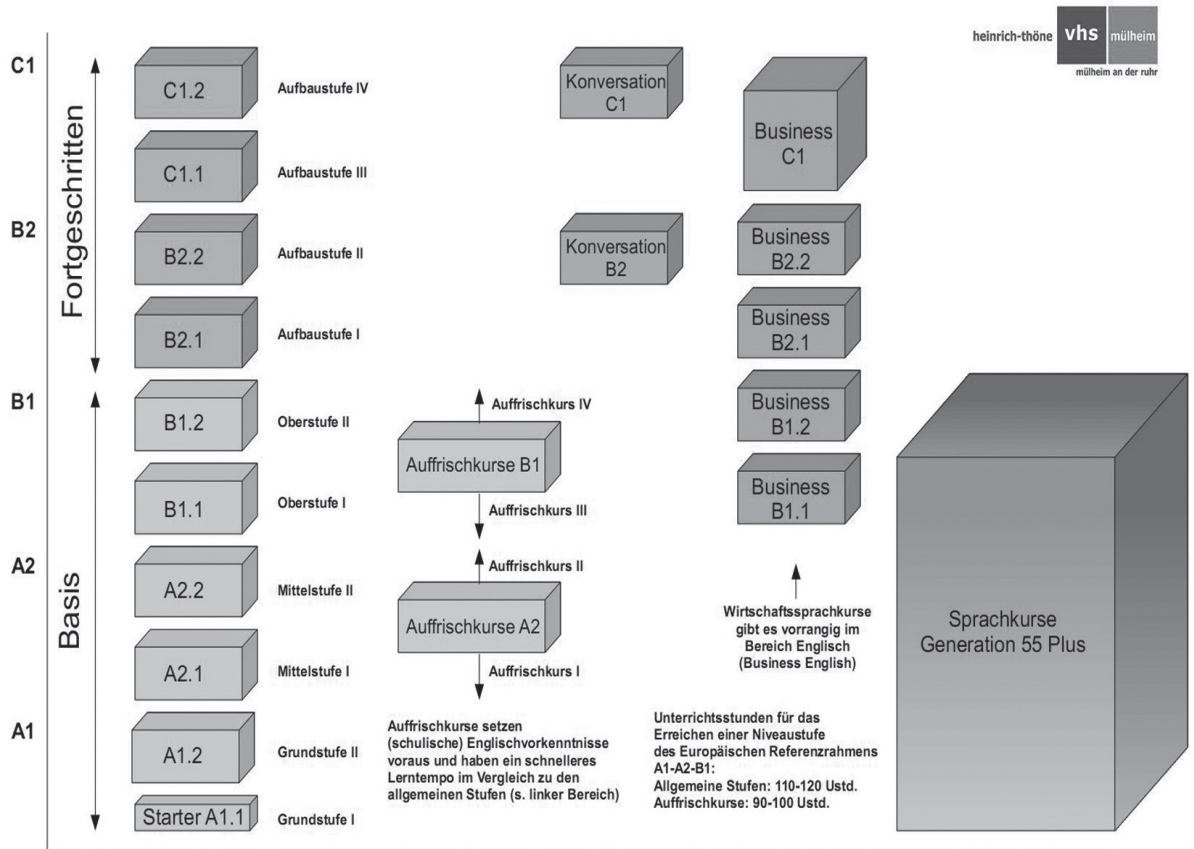 heinrich-thöne
vhs
mülheim
mülheim an der ruhr
C1
B2
B1
A2
A1
Fortgeschritten
Basis
C1.2
Aufbaustufe IV
C1.1
Aufbaustufe III
B2.2
Aufbaustufe II
B2.1
Aufbaustufe I
B1.2
Oberstufe II
B1.1
Oberstufe I
A2.2
Mittelstufe II
A2.1
Mittelstufe I
A1.2
Grundstufe II
Starter A1.1
Grundstufe I
Auffrischkurs IV
Auffrischkurse B1
Auffrischkurs III
Auffrischkurs II
Auffrischkurse A2
Auffrischkurs I
Auffrischkurse setzen
(schulische) Englischvorkenntnisse
voraus und haben ein schnelleres
Lerntempo im Vergleich zu den
allgemeinen Stufen (s. linker Bereich)
Konversation
C1
Konversation
B2
Business
C1
Business
B2.2
Business
B2.1
Business
B1.2
Business
B1.1
Wirtschaftssprachkurse
gibt es vorrangig im
Bereich Englisch
(Business English)
Unterrichtsstunden für das
Erreichen einer Niveaustufe
des Europäischen Referenzrahmens
A1-A2-B1:
Allgemeine Stufen: 110-120 Ustd.
Auffrischkurse: 90-100 Ustd.
Sprachkurse
Generation 55 Plus